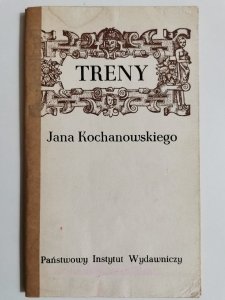 TRENY
Jana Kochanowskiego
Państwowy Instytut Wydawniczy